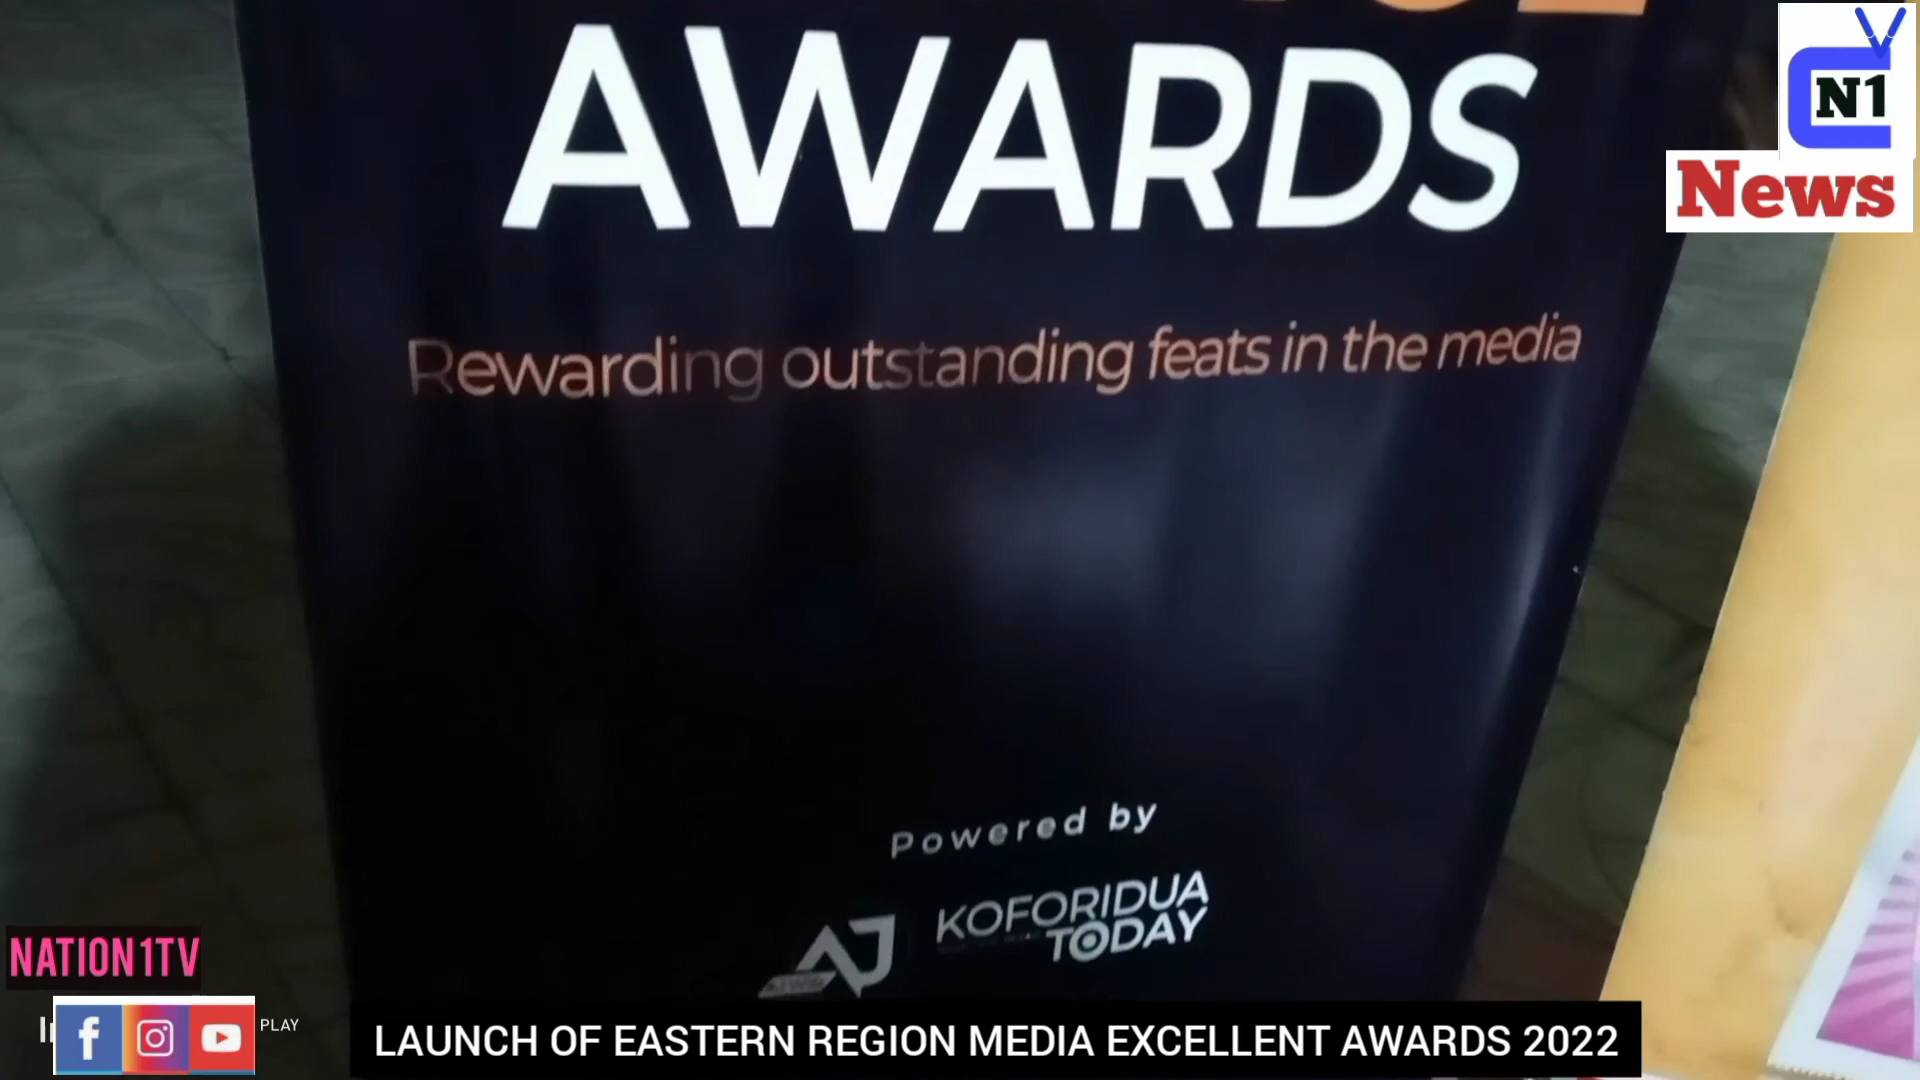 AWARDS
N1
News
Rewarding outstanding feats in the media
Powered by
AJ
KOFORIDUA
TODAY
NATION1TV
PLAY
LAUNCH OF EASTERN REGION MEDIA EXCELLENT AWARDS 2022